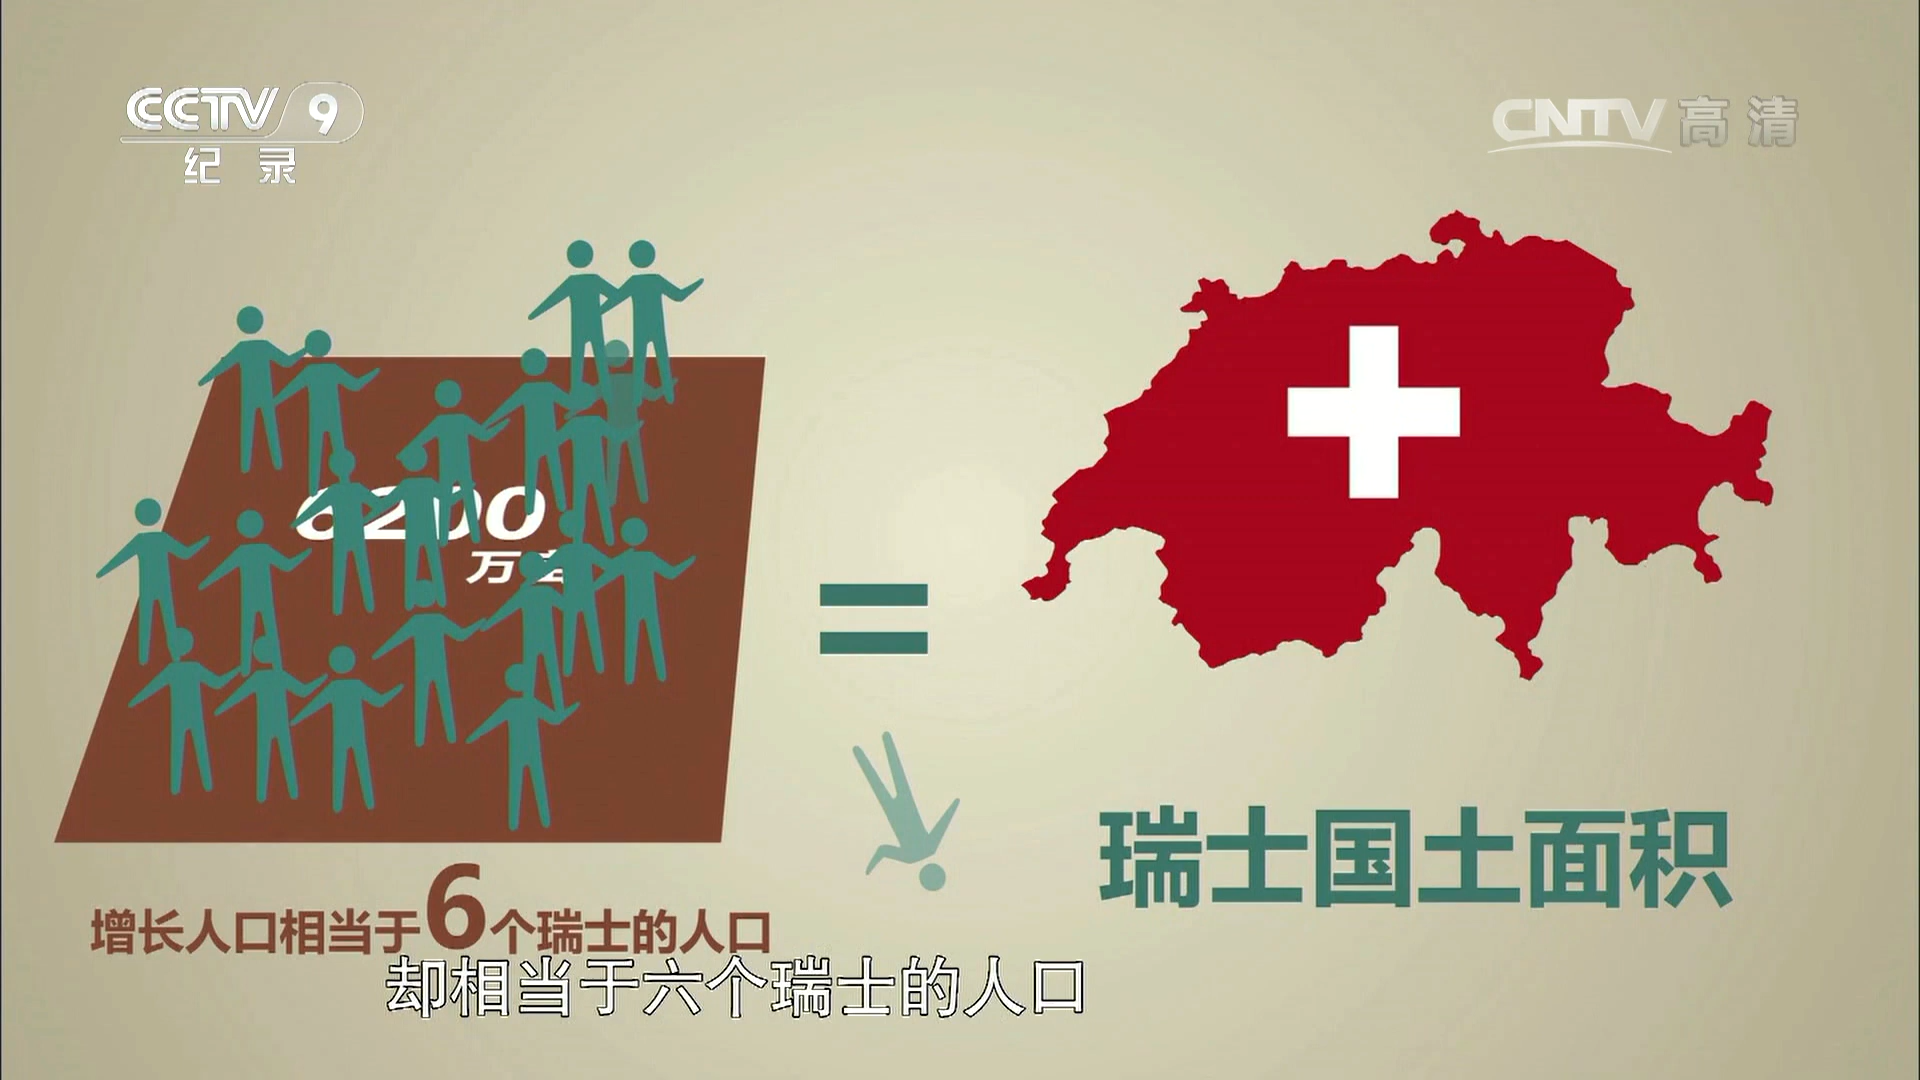 CCTV 9
纪 录
CNTV 高清
6200
万
瑞士国土面积
增长人口相当于6个瑞士的人口
却相当于六个瑞士的人口